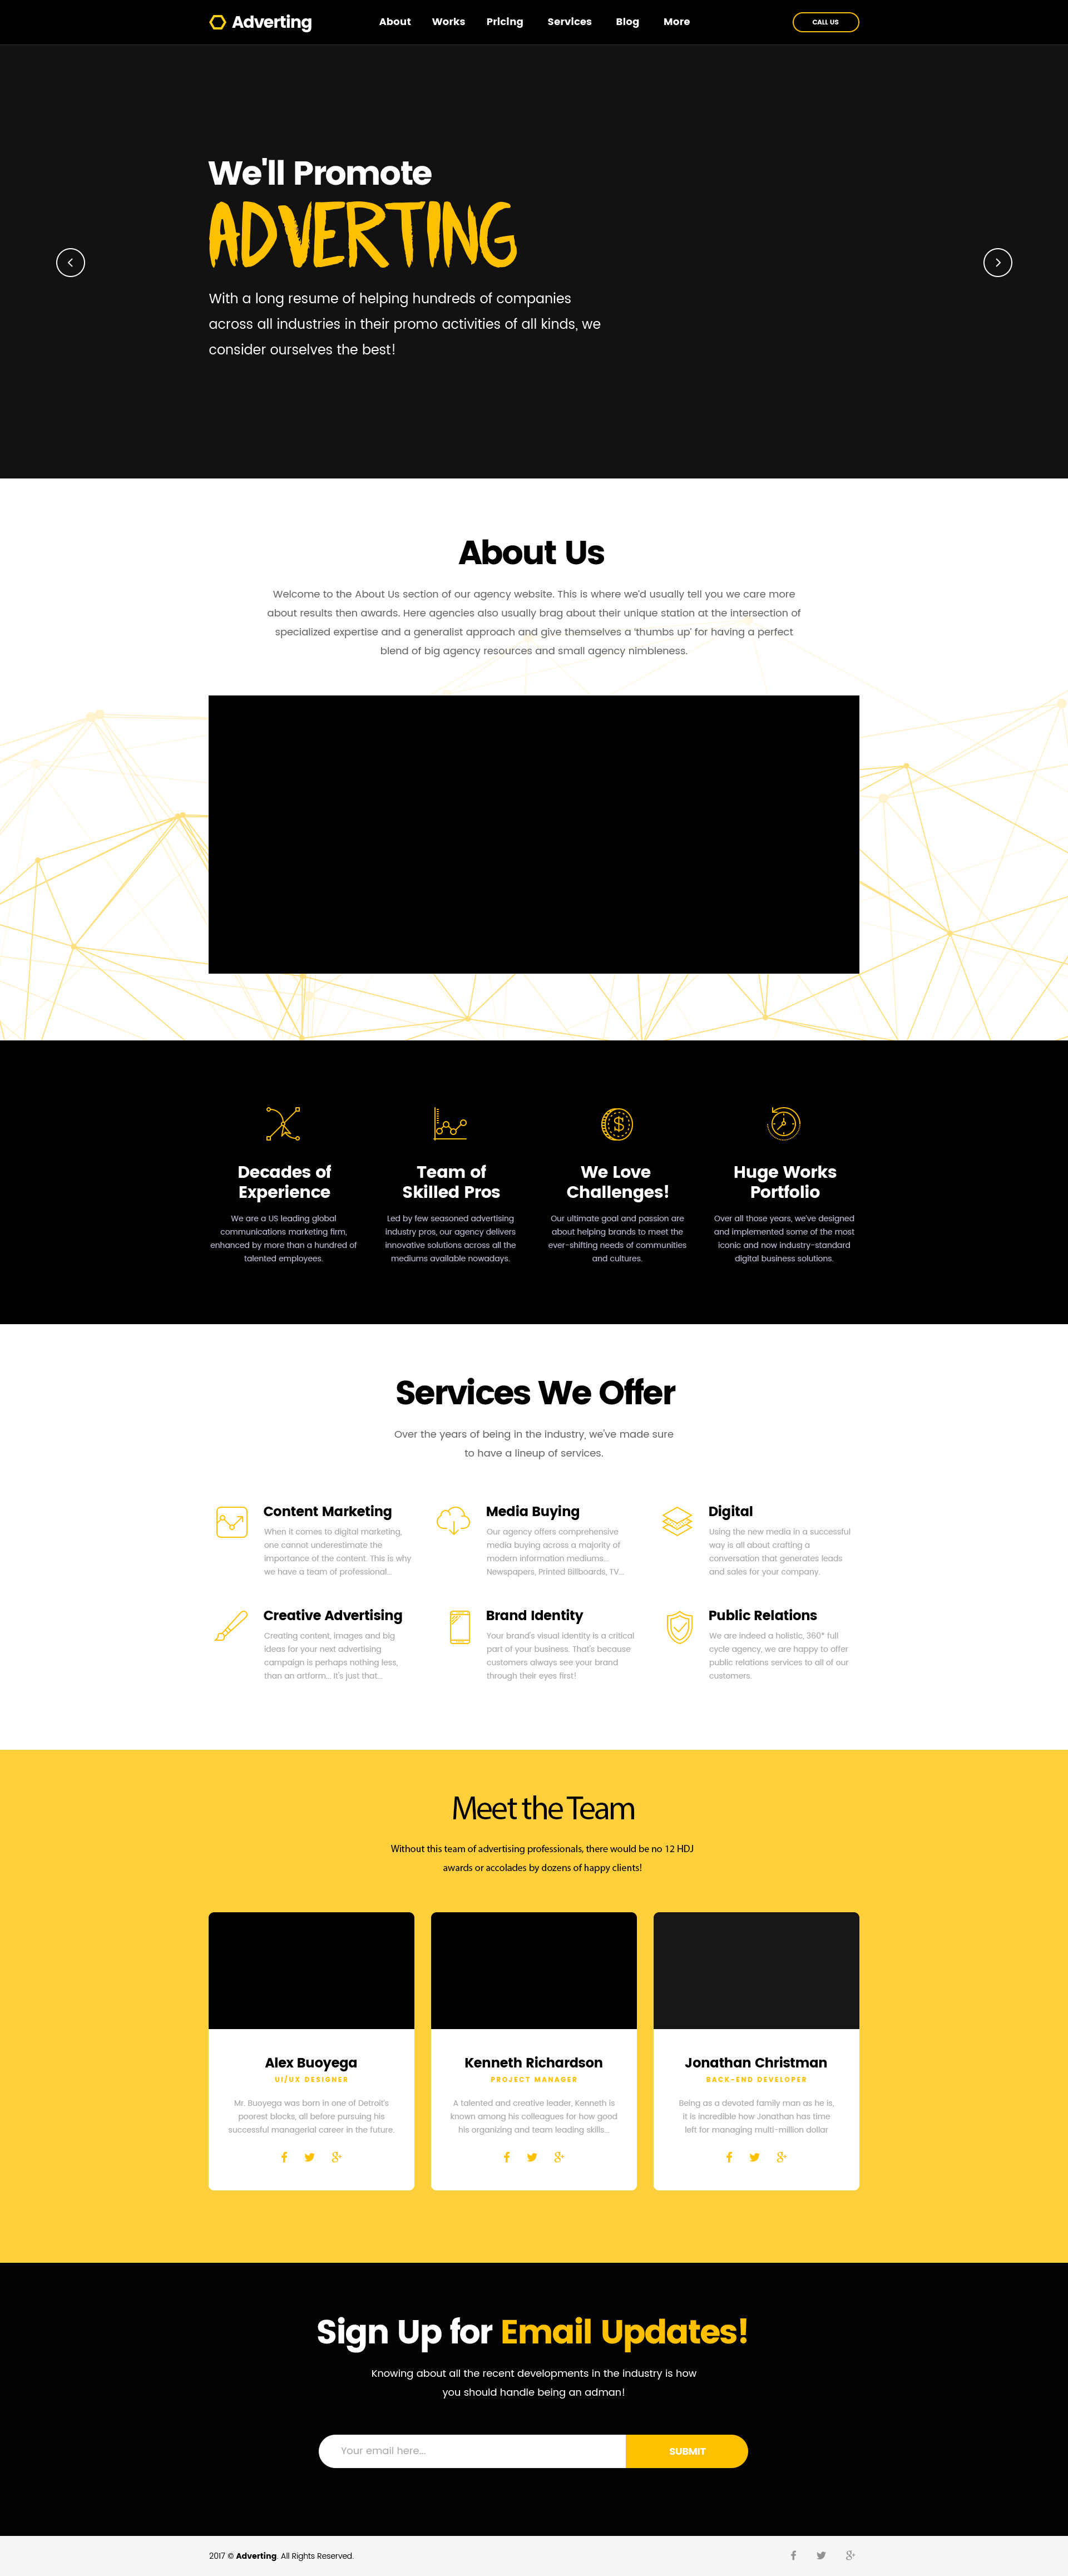 Adverting
About Works Pricing Services Blog More
CALL US
We'll Promote
ADVERTING
With a long resume of helping hundreds of companies
across all industries in their promo activities of all kinds, we
consider ourselves the best!
About Us
Welcome to the About Us section of our agency website. This is where we'd usually tell you we care more
about results then awards. Here agencies also usually brag about their unique station at the intersection of
specialized expertise and a generalist approach and give themselves a 'thumbs up' for having a perfect
blend of big agency resources and small agency nimbleness.
Decades of
Experience
We are a US leading global
communications marketing firm,
enhanced by more than a hundred of
talented employees.
Team of
Skilled Pros
Led by few seasoned advertising
industry pros, our agency delivers
innovative solutions across all the
mediums available nowadays.
We Love
Challenges!
Our ultimate goal and passion are
about helping brands to meet the
ever-shifting needs of communities
and cultures.
Huge Works
Portfolio
Over all those years, we've designed
and implemented some of the most
iconic and now industry-standard
digital business solutions.
Services We Offer
Over the years of being in the industry, we've made sure
to have a lineup of services.
Content Marketing
When it comes to digital marketing,
one cannot underestimate the
importance of the content. This is why
we have a team of professional...
Media Buying
Our agency offers comprehensive
media buying across a majority of
modern information mediums...
Newspapers, Printed Billboards, TV...
Digital
Using the new media in a successful
way is all about crafting a
conversation that generates leads
and sales for your company.
Creative Advertising
Creating content, images and big
ideas for your next advertising
campaign is perhaps nothing less,
than an artform... It's just that...
Brand Identity
Your brand's visual identity is a critical
part of your business. That's because
customers always see your brand
through their eyes first!
Public Relations
We are indeed a holistic, 360° full
cycle agency, we are happy to offer
public relations services to all of our
customers.
Meet the Team
Without this team of advertising professionals, there would be no 12 HDJ
awards or accolades by dozens of happy clients!
Alex Buoyega
UI/UX DESIGNER
Mr. Buoyega was born in one of Detroit's
poorest blocks, all before pursuing his
successful managerial career in the future.
Kenneth Richardson
PROJECT MANAGER
A talented and creative leader, Kenneth is
known among his colleagues for how good
his organizing and team leading skills...
Jonathan Christman
BACK-END DEVELOPER
Being as a devoted family man as he is,
it is incredible how Jonathan has time
left for managing multi-million dollar
Sign Up for Email Updates!
Knowing about all the recent developments in the industry is how
you should handle being an adman!
Your email here...
SUBMIT
2017 © Adverting. All Rights Reserved.